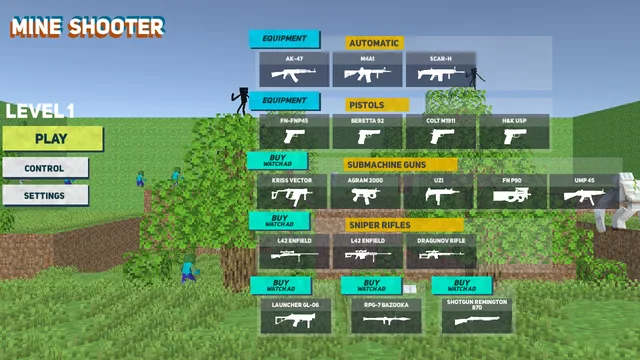 MINE SHOOTER
LEVEL 1
PLAY
CONTROL
SETTINGS
EQUIPMENT
AUTOMATIC
AK-47 M4A1 SCAR-H
EQUIPMENT
PISTOLS
FN-FNP45 BERETTA 92 COLT M1911 H&K USP
BUY
WATCH AD
SUBMACHINE GUNS
KRISS VECTOR AGRAM 2000 UZI FN P90 UMP 45
BUY
WATCH AD
SNIPER RIFLES
L42 ENFIELD L42 ENFIELD DRAGUNOV RIFLE
BUY
WATCH AD
BUY
WATCH AD
BUY
WATCH AD
LAUNCHER GL-06
RPG-7 BAZOOKA
SHOTGUN REMINGTON
870